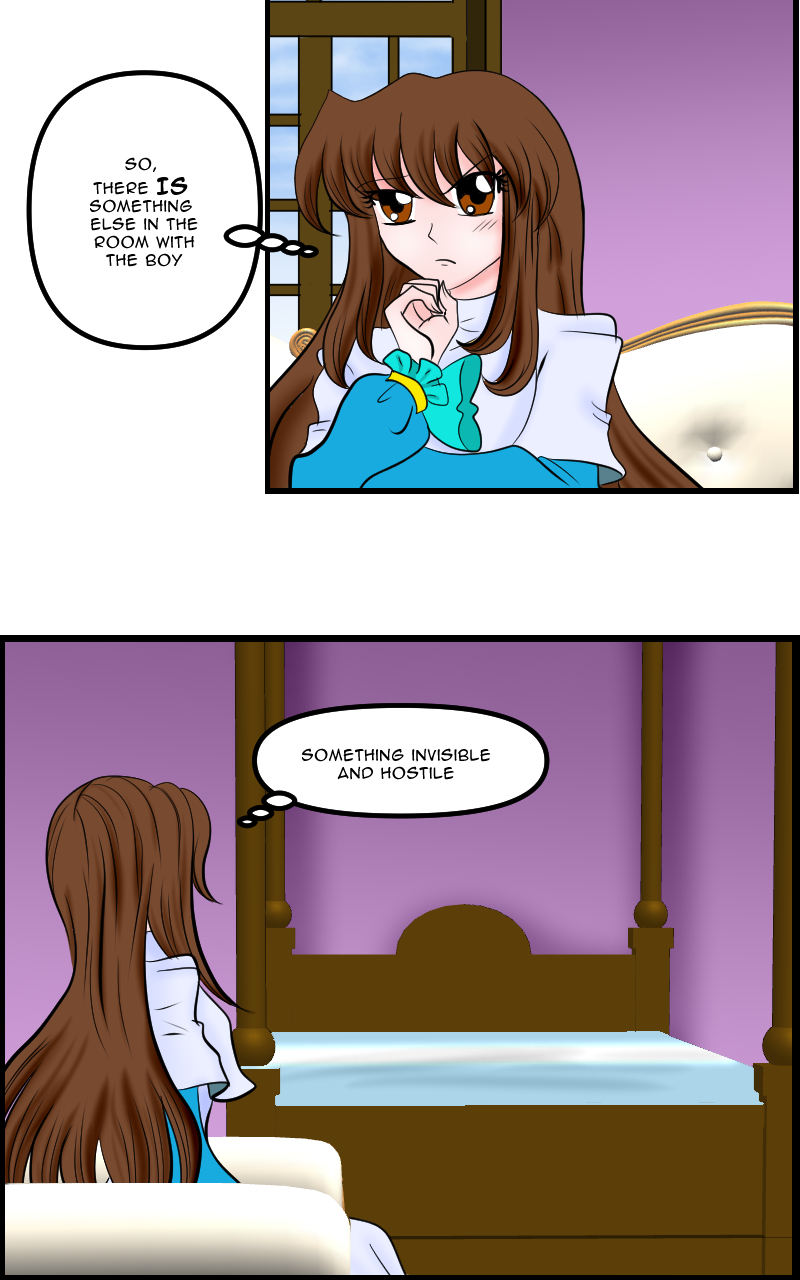 SO,
THERE IS
SOMETHING
ELSE IN THE
ROOM WITH
THE BOY
SOMETHING INVISIBLE
AND HOSTILE